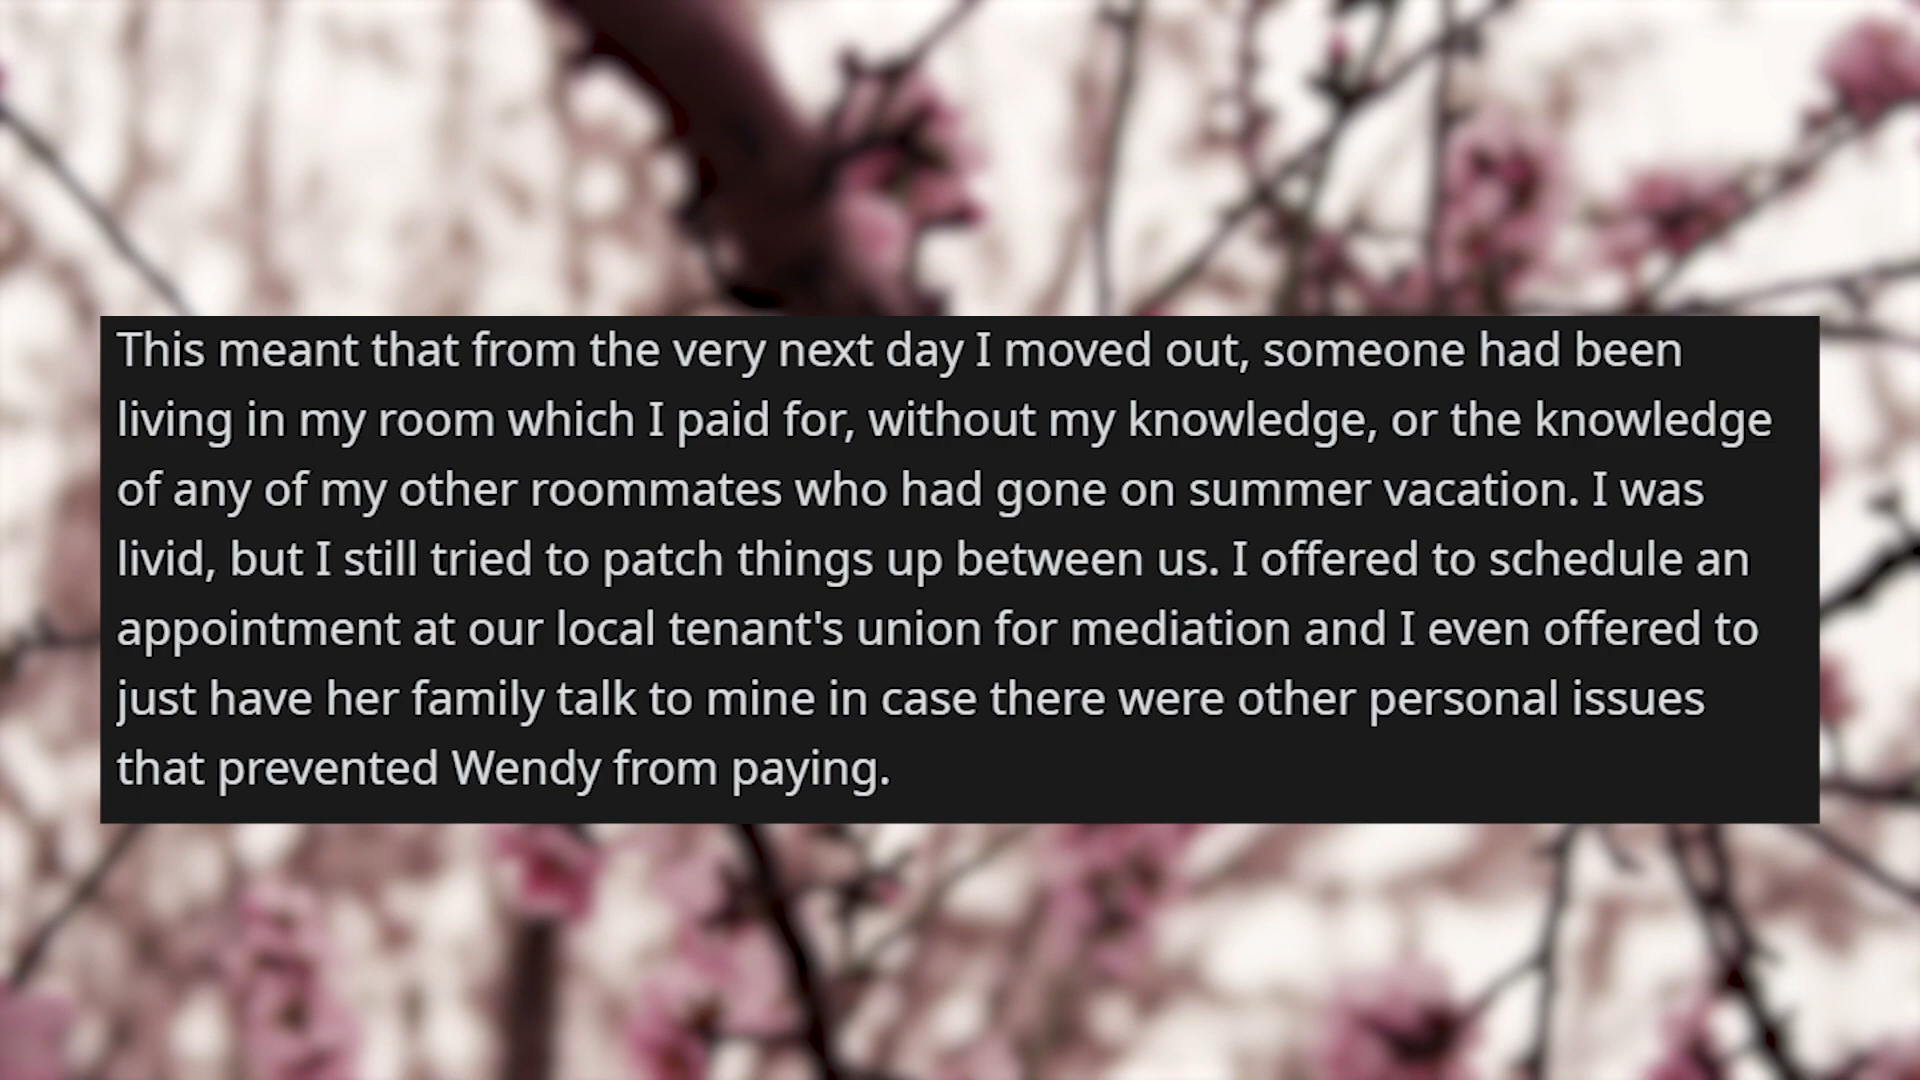 This meant that from the very next day I moved out, someone had been
living in my room which I paid for, without my knowledge, or the knowledge
of any of my other roommates who had gone on summer vacation. I was
livid, but I still tried to patch things up between us. I offered to schedule an
appointment at our local tenant's union for mediation and I even offered to
just have her family talk to mine in case there were other personal issues
that prevented Wendy from paying.